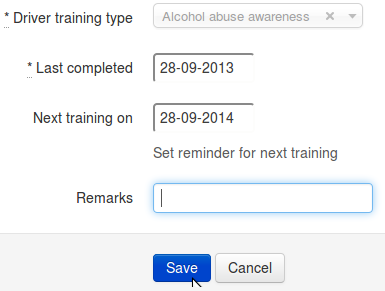 * Driver training type Alcohol abuse awareness
* Last completed 28-09-2013
Next training on 28-09-2014
Set reminder for next training
Remarks
Save Cancel